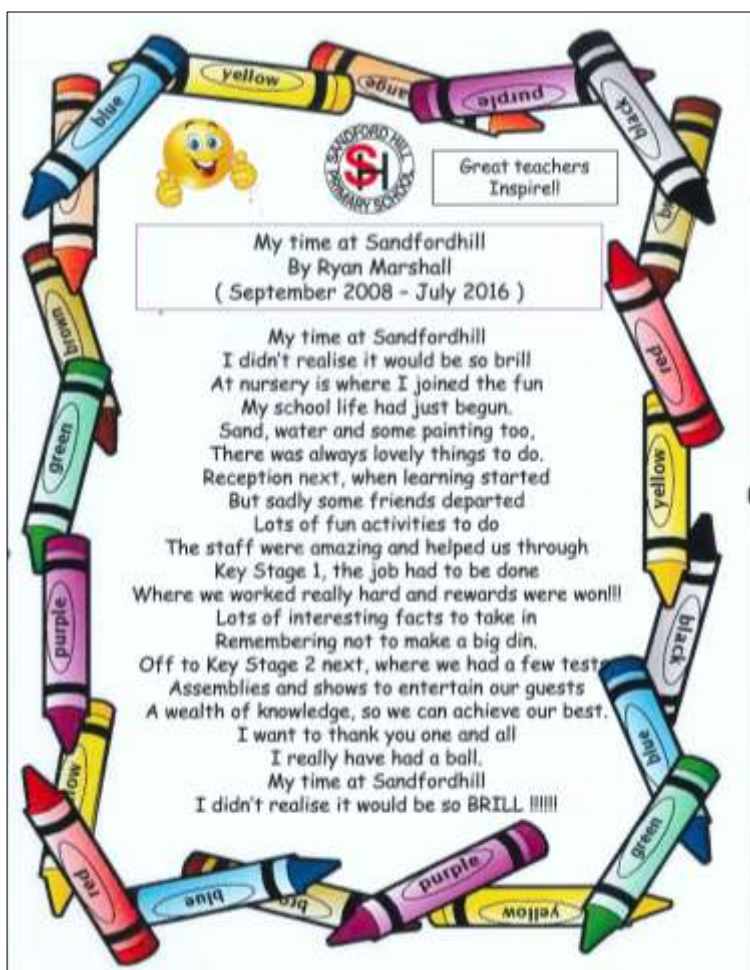 yellow
orange
purple
blue
black
SANDFORD HILL
SH
PRIMARY SCHOOL
Great teachers
Inspire!!
My time at Sandfordhill
By Ryan Marshall
( September 2008 - July 2016 )
brown
red
green
yellow
purple
black
My time at Sandfordhill
I didn't realise it would be so brill
At nursery is where I joined the fun
My school life had just begun.
Sand, water and some painting too,
There was always lovely things to do.
Reception next, when learning started
But sadly some friends departed
Lots of fun activities to do
The staff were amazing and helped us through
Key Stage 1, the job had to be done
Where we worked really hard and rewards were won!!!
Lots of interesting facts to take in
Remembering not to make a big din.
Off to Key Stage 2 next, where we had a few tests
Assemblies and shows to entertain our guests
A wealth of knowledge, so we can achieve our best.
I want to thank you one and all
I really have had a ball.
My time at Sandfordhill
I didn't realise it would be so BRILL !!!!!!
blue
green
red
blue
purple
yellow